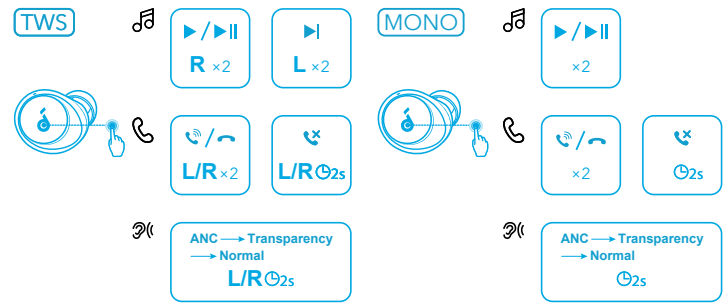 TWS
R ×2
L ×2
L/R ×2
L/R 2s
ANC → Transparency
→ Normal
L/R 2s
MONO
×2
×2
2s
ANC → Transparency
→ Normal
2s